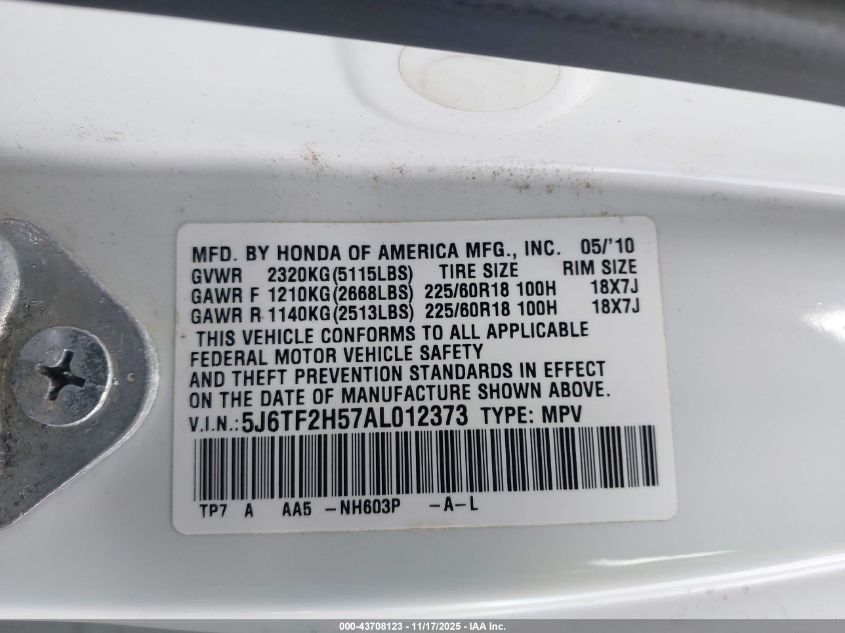 MFD. BY HONDA OF AMERICA MFG., INC. 05/'10
GVWR 2320KG(5115LBS) TIRE SIZE RIM SIZE
GAWR F 1210KG(2668LBS) 225/60R18 100H 18X7J
GAWR R 1140KG(2513LBS) 225/60R18 100H 18X7J
THIS VEHICLE CONFORMS TO ALL APPLICABLE
FEDERAL MOTOR VEHICLE SAFETY
AND THEFT PREVENTION STANDARDS IN EFFECT
ON THE DATE OF MANUFACTURE SHOWN ABOVE.
V.I.N.:5J6TF2H57AL012373 TYPE: MPV
TP7 A AA5 -NH603P -A-L
000-43708123 - 11/17/2025 - IAA Inc.